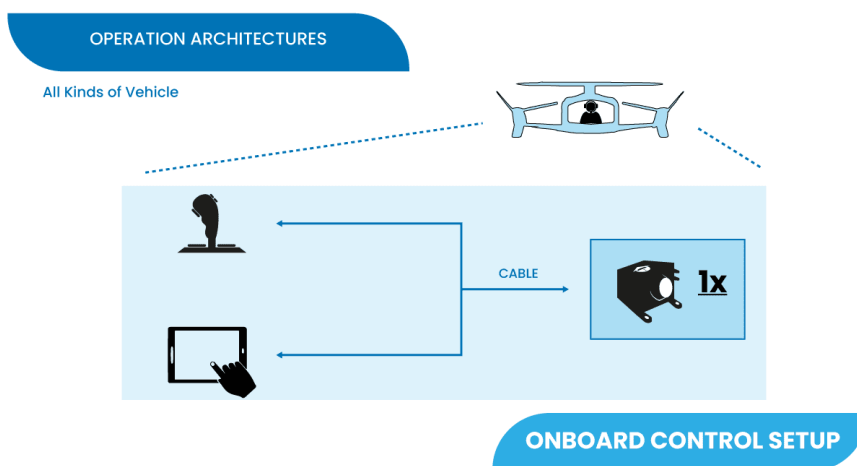 OPERATION ARCHITECTURES
All Kinds of Vehicle
CABLE
1x
ONBOARD CONTROL SETUP